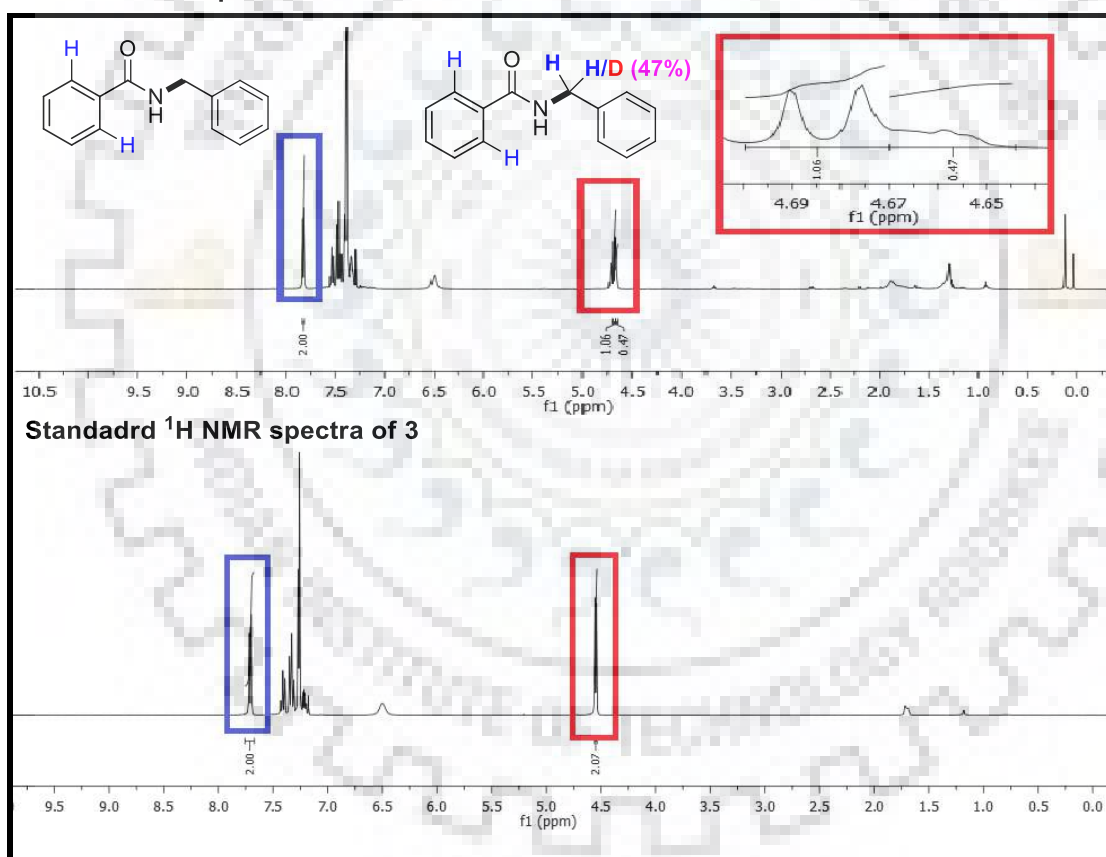 H O N H H
H O N H H H H/D (47%)
1.06 0.47
4.69 4.67 4.65
f1 (ppm)
2.00 1.06 0.47
10.5 10.0 9.5 9.0 8.5 8.0 7.5 7.0 6.5 6.0 5.5 5.0 4.5 4.0 3.5 3.0 2.5 2.0 1.5 1.0 0.5 0.0
f1 (ppm)
Standadrd ¹H NMR spectra of 3
2.00 2.07
9.5 9.0 8.5 8.0 7.5 7.0 6.5 6.0 5.5 5.0 4.5 4.0 3.5 3.0 2.5 2.0 1.5 1.0 0.5 0.0
f1 (ppm)